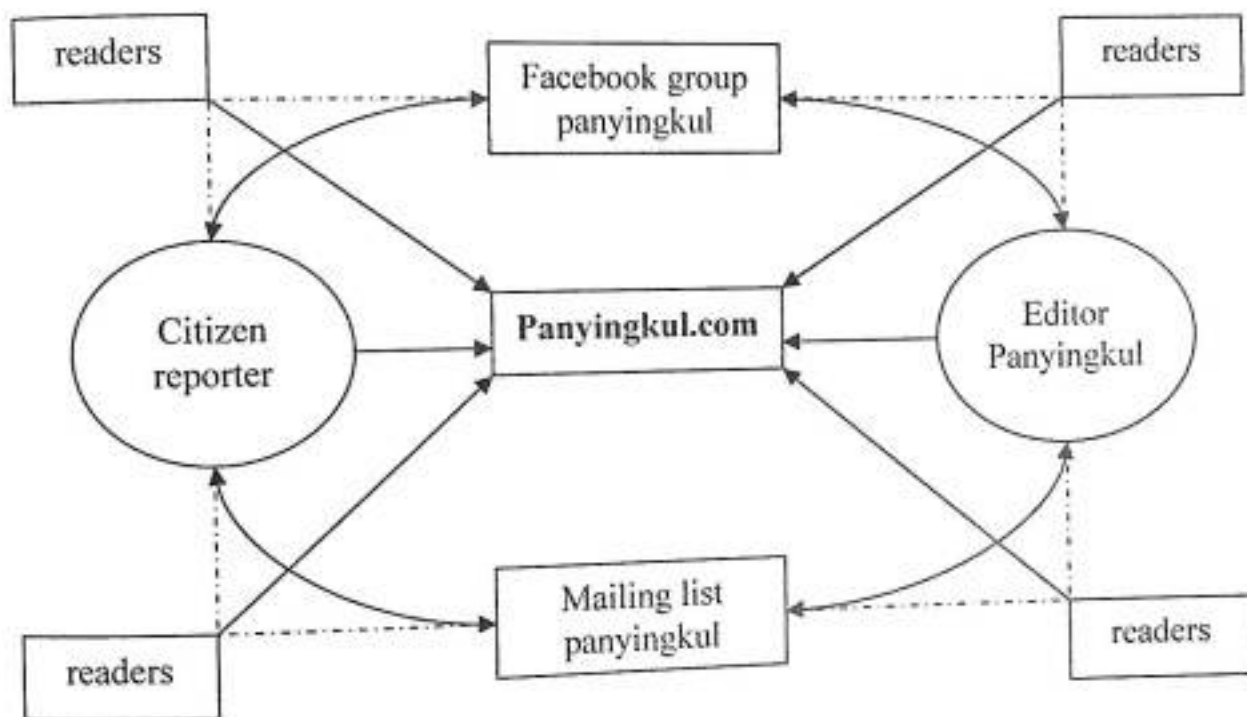 readers
Facebook group
panyingkul
readers
Citizen
reporter
Panyingkul.com
Editor
Panyingkul
readers
Mailing list
panyingkul
readers